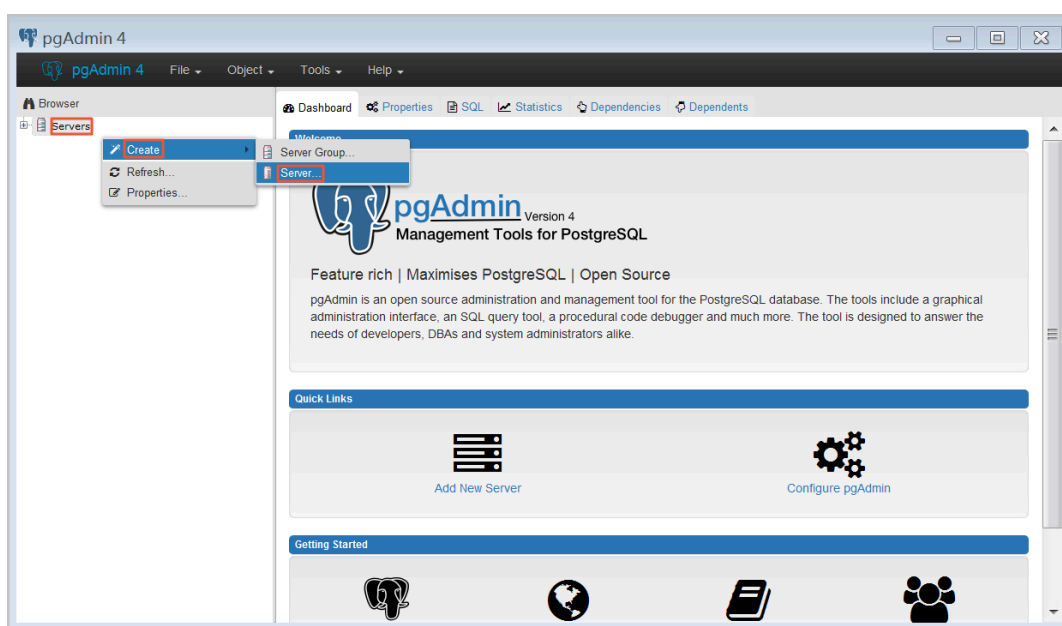 pgAdmin 4
pgAdmin 4 File Object Tools Help
Browser
Servers
Create
Refresh...
Properties...
Server Group...
Server...
Dashboard Properties SQL Statistics Dependencies Dependents
Welcome
pgAdmin Version 4
Management Tools for PostgreSQL
Feature rich | Maximises PostgreSQL | Open Source
pgAdmin is an open source administration and management tool for the PostgreSQL database. The tools include a graphical
administration interface, an SQL query tool, a procedural code debugger and much more. The tool is designed to answer the
needs of developers, DBAs and system administrators alike.
Quick Links
Add New Server
Configure pgAdmin
Getting Started